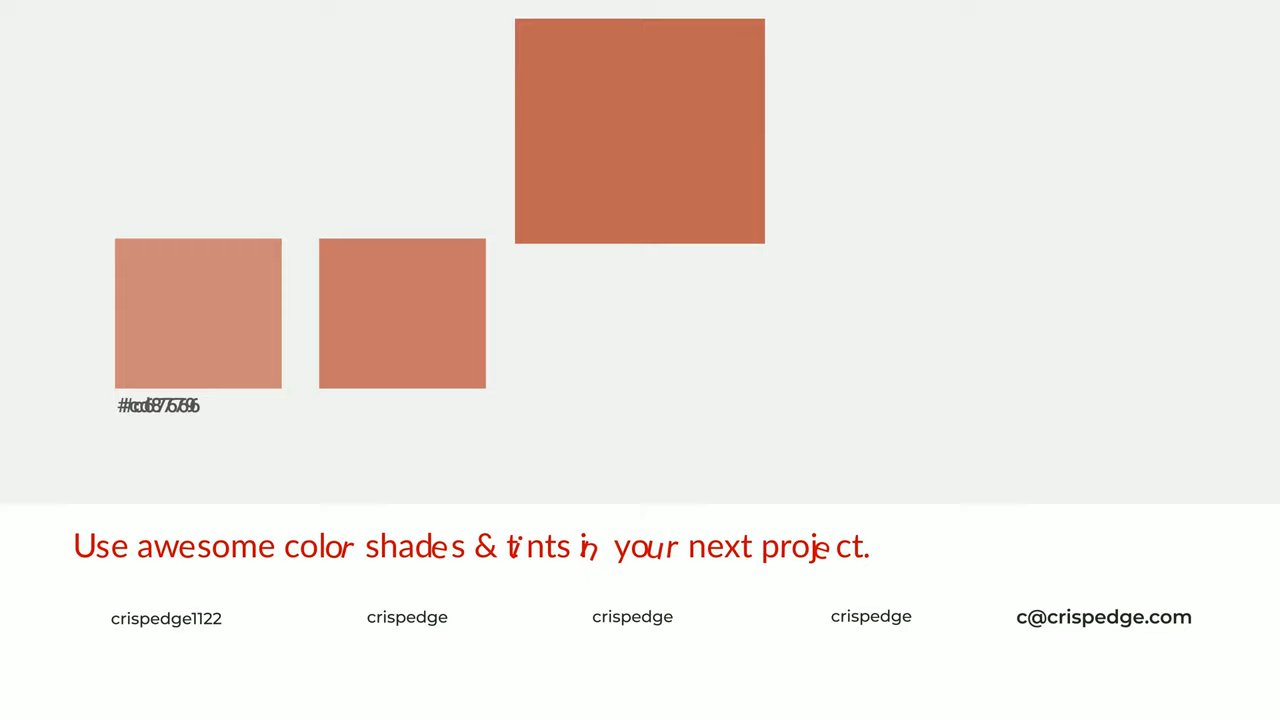 Use awesome color shades & tints in your next project.
crispedge1122 crispedge crispedge crispedge c@crispedge.com